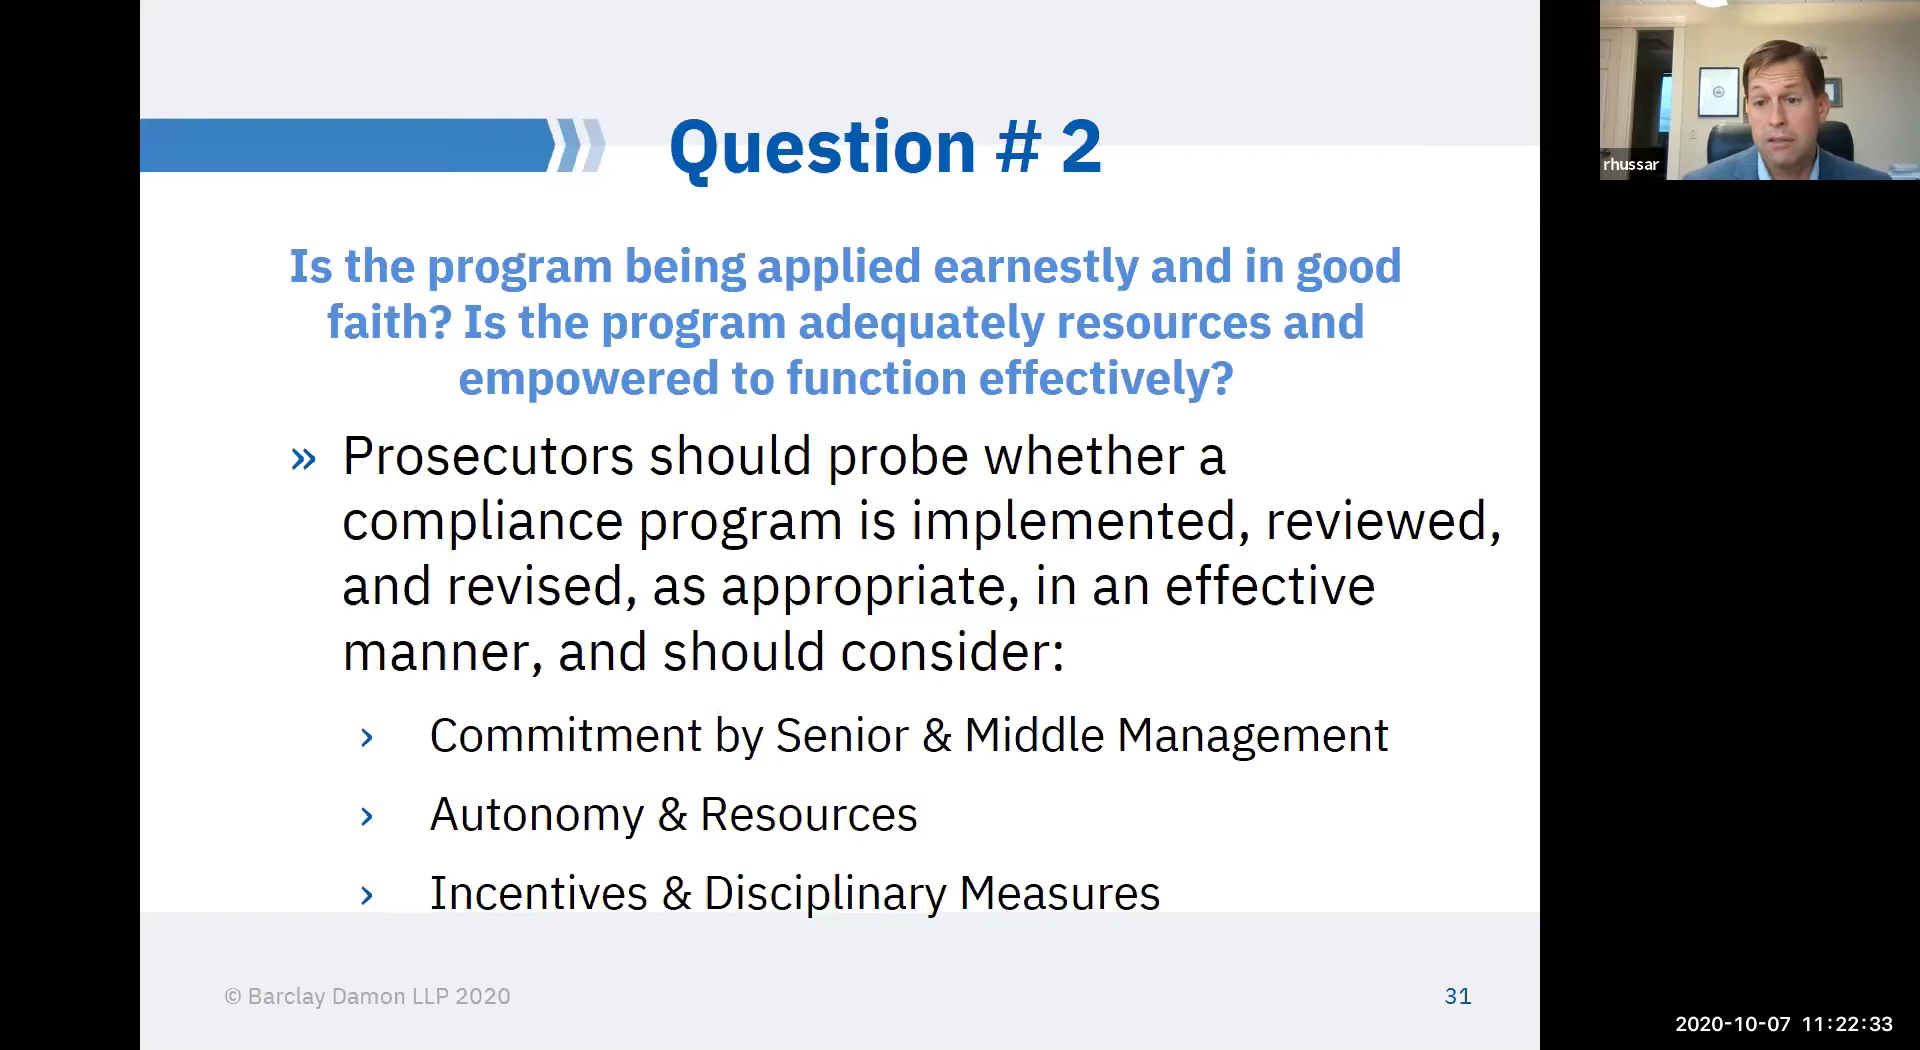 Question # 2
Is the program being applied earnestly and in good
faith? Is the program adequately resources and
empowered to function effectively?
» Prosecutors should probe whether a
compliance program is implemented, reviewed,
and revised, as appropriate, in an effective
manner, and should consider:
› Commitment by Senior & Middle Management
› Autonomy & Resources
› Incentives & Disciplinary Measures
© Barclay Damon LLP 2020
31
rhussar
2020-10-07 11:22:33